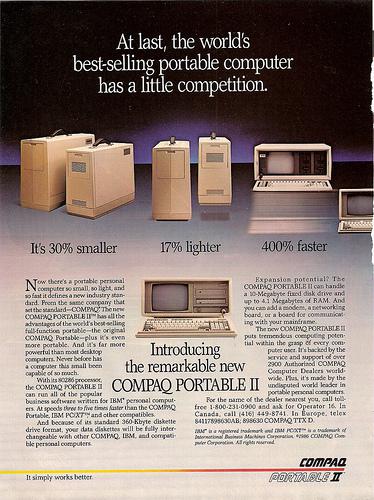 At last, the world's
best-selling portable computer
has a little competition.
It's 30% smaller
17% lighter
400% faster
Now there's a portable personal
computer so small, so light, and
so fast it defines a new industry stan-
dard. From the same company that
set the standard—COMPAQ. The new
COMPAQ PORTABLE II™ has all the
advantages of the world's best-selling
full-function portable—the original
COMPAQ Portable—plus it's even
more portable. And it's far more
powerful than most desktop
computers. Never before has
a computer this small been
capable of so much.
With its 80286 processor,
the COMPAQ PORTABLE II
can run all of the popular
business software written for IBM® personal com-
puters. At speeds three to five times faster than the COMPAQ
Portable, IBM PC/XT™ and other compatibles.
And because of its standard 360-Kbyte diskette
drive format, your data diskettes will be fully inter-
changeable with other COMPAQ, IBM, and compati-
ble personal computers.
Introducing
the remarkable new
COMPAQ PORTABLE II
Expansion potential? The
COMPAQ PORTABLE II can handle
a 10-Megabyte fixed disk drive and
up to 4.1 Megabytes of RAM. And
you can add a modem, a networking
board, or a board for communicat-
ing with your mainframe.
The new COMPAQ PORTABLE II
puts tremendous computing poten-
tial within the grasp of every com-
puter user. It's backed by the
service and support of over
2900 Authorized COMPAQ
Computer Dealers world-
wide. Plus, it's made by the
undisputed world leader in
portable personal computers.
For the name of the dealer nearest you, call toll-
free 1-800-231-0900 and ask for Operator 16. In
Canada, call (416) 449-8741. In Europe, telex
84117898630AB; 898630 COMPAQ TTX D.
IBM® is a registered trademark and IBM PC/XT™ is a trademark of
International Business Machines Corporation. ©1986 COMPAQ Com-
puter Corporation. All rights reserved.
It simply works better.
COMPAQ
PORTABLE II